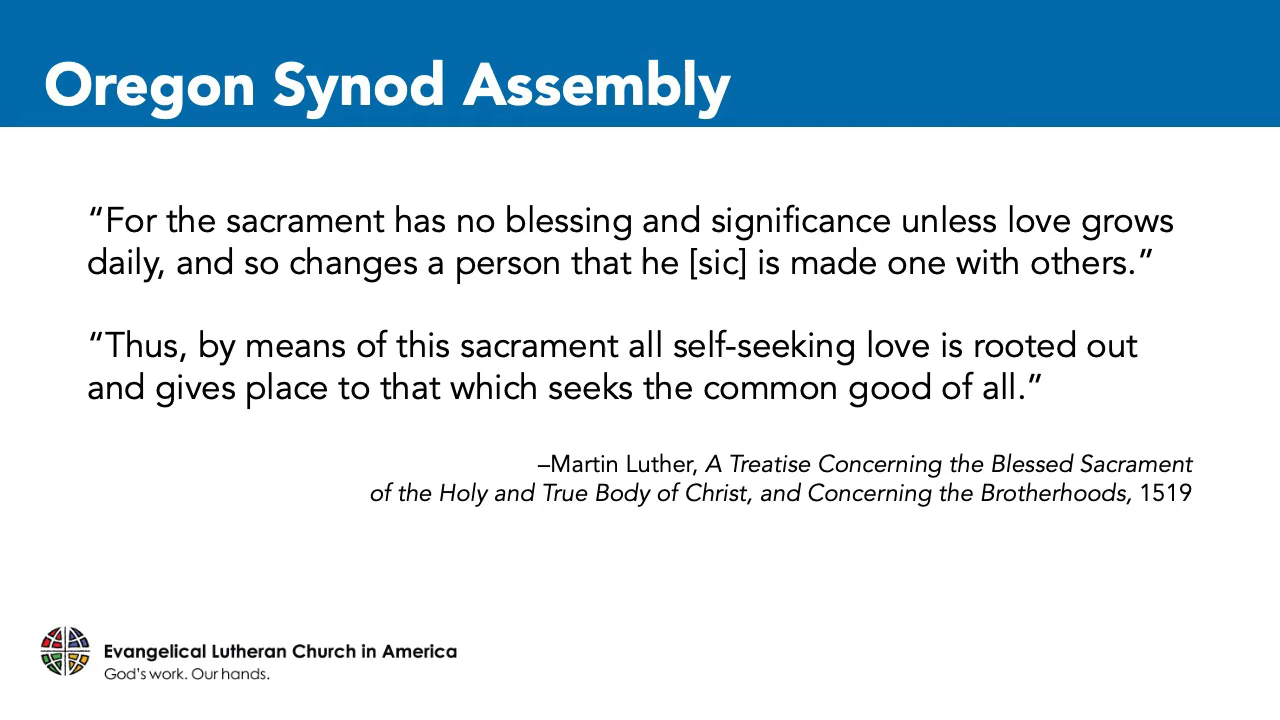 Oregon Synod Assembly
“For the sacrament has no blessing and significance unless love grows
daily, and so changes a person that he [sic] is made one with others.”
“Thus, by means of this sacrament all self-seeking love is rooted out
and gives place to that which seeks the common good of all.”
–Martin Luther, A Treatise Concerning the Blessed Sacrament
of the Holy and True Body of Christ, and Concerning the Brotherhoods, 1519
Evangelical Lutheran Church in America
God’s work. Our hands.